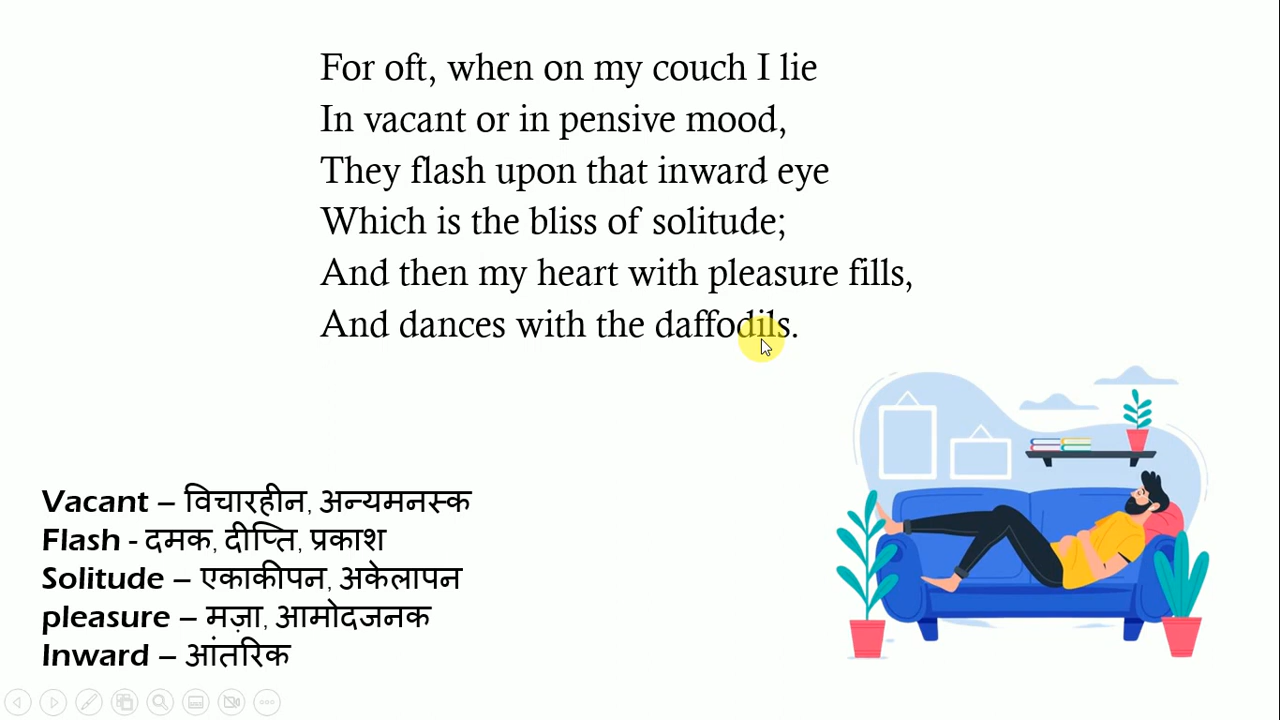 For oft, when on my couch I lie
In vacant or in pensive mood,
They flash upon that inward eye
Which is the bliss of solitude;
And then my heart with pleasure fills,
And dances with the daffodils.
Vacant – विचारहीन, अन्यमनस्क
Flash - दमक, दीप्ति, प्रकाश
Solitude – एकाकीपन, अकेलापन
pleasure – मज़ा, आमोदजनक
Inward – आंतरिक